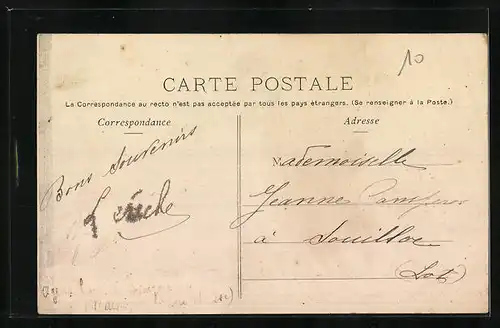 10
CARTE POSTALE
La Correspondance au recto n'est pas acceptée par tous les pays étrangers. (Se renseigner à la Poste.)
Correspondance
Adresse
Bons Souvenirs
Mademoiselle
Jeanne
à Souillac
(Lot)